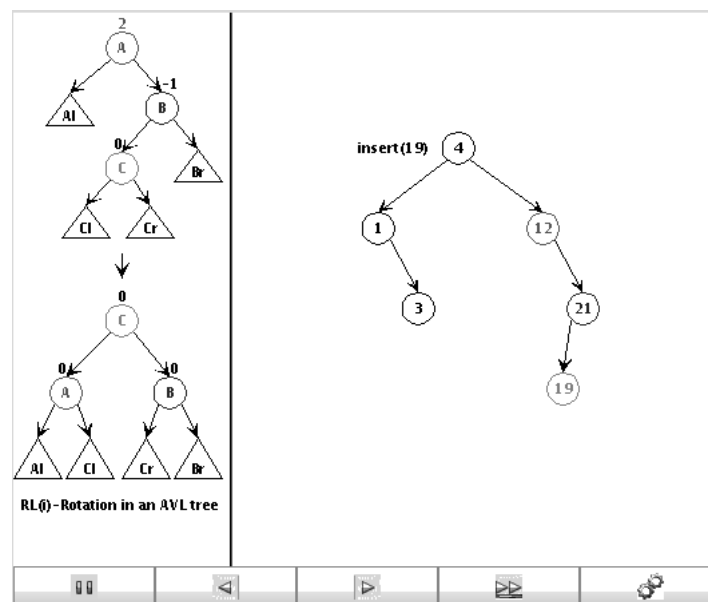 2
A
-1
Al
B
0
C
Br
Cl
Cr
0
C
0
0
A
B
Al
Cl
Cr
Br
RL(i)-Rotation in an AVL tree
insert(19)
4
1
12
3
21
19